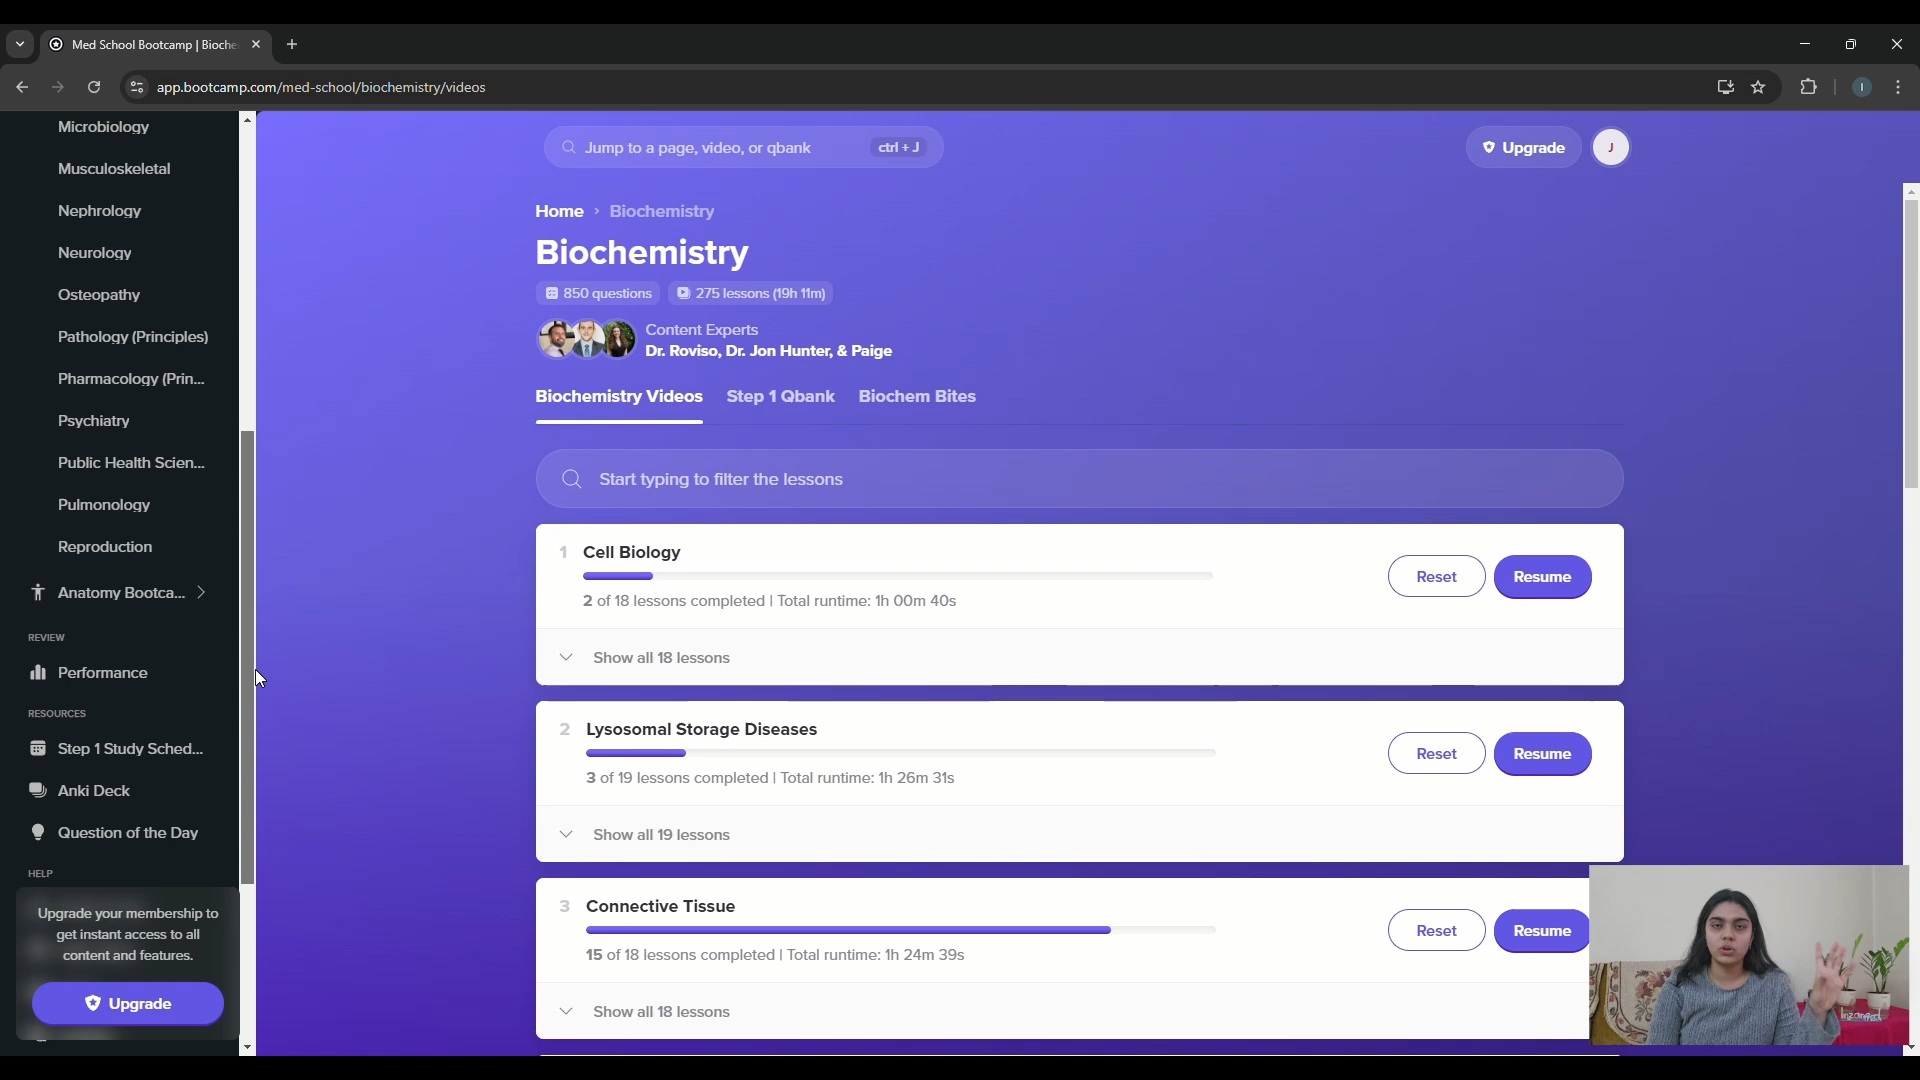 Med School Bootcamp | Bioche
app.bootcamp.com/med-school/biochemistry/videos
Microbiology
Musculoskeletal
Nephrology
Neurology
Osteopathy
Pathology (Principles)
Pharmacology (Prin...
Psychiatry
Public Health Scien...
Pulmonology
Reproduction
Anatomy Bootca...
REVIEW
Performance
RESOURCES
Step 1 Study Sched...
Anki Deck
Question of the Day
HELP
Upgrade your membership to
get instant access to all
content and features.
Upgrade
Jump to a page, video, or qbank ctrl + J
Upgrade
J
Home › Biochemistry
Biochemistry
850 questions 275 lessons (19h 11m)
Content Experts
Dr. Roviso, Dr. Jon Hunter, & Paige
Biochemistry Videos Step 1 Qbank Biochem Bites
Start typing to filter the lessons
1 Cell Biology
2 of 18 lessons completed | Total runtime: 1h 00m 40s
Reset Resume
Show all 18 lessons
2 Lysosomal Storage Diseases
3 of 19 lessons completed | Total runtime: 1h 26m 31s
Reset Resume
Show all 19 lessons
3 Connective Tissue
15 of 18 lessons completed | Total runtime: 1h 24m 39s
Reset Resume
Show all 18 lessons